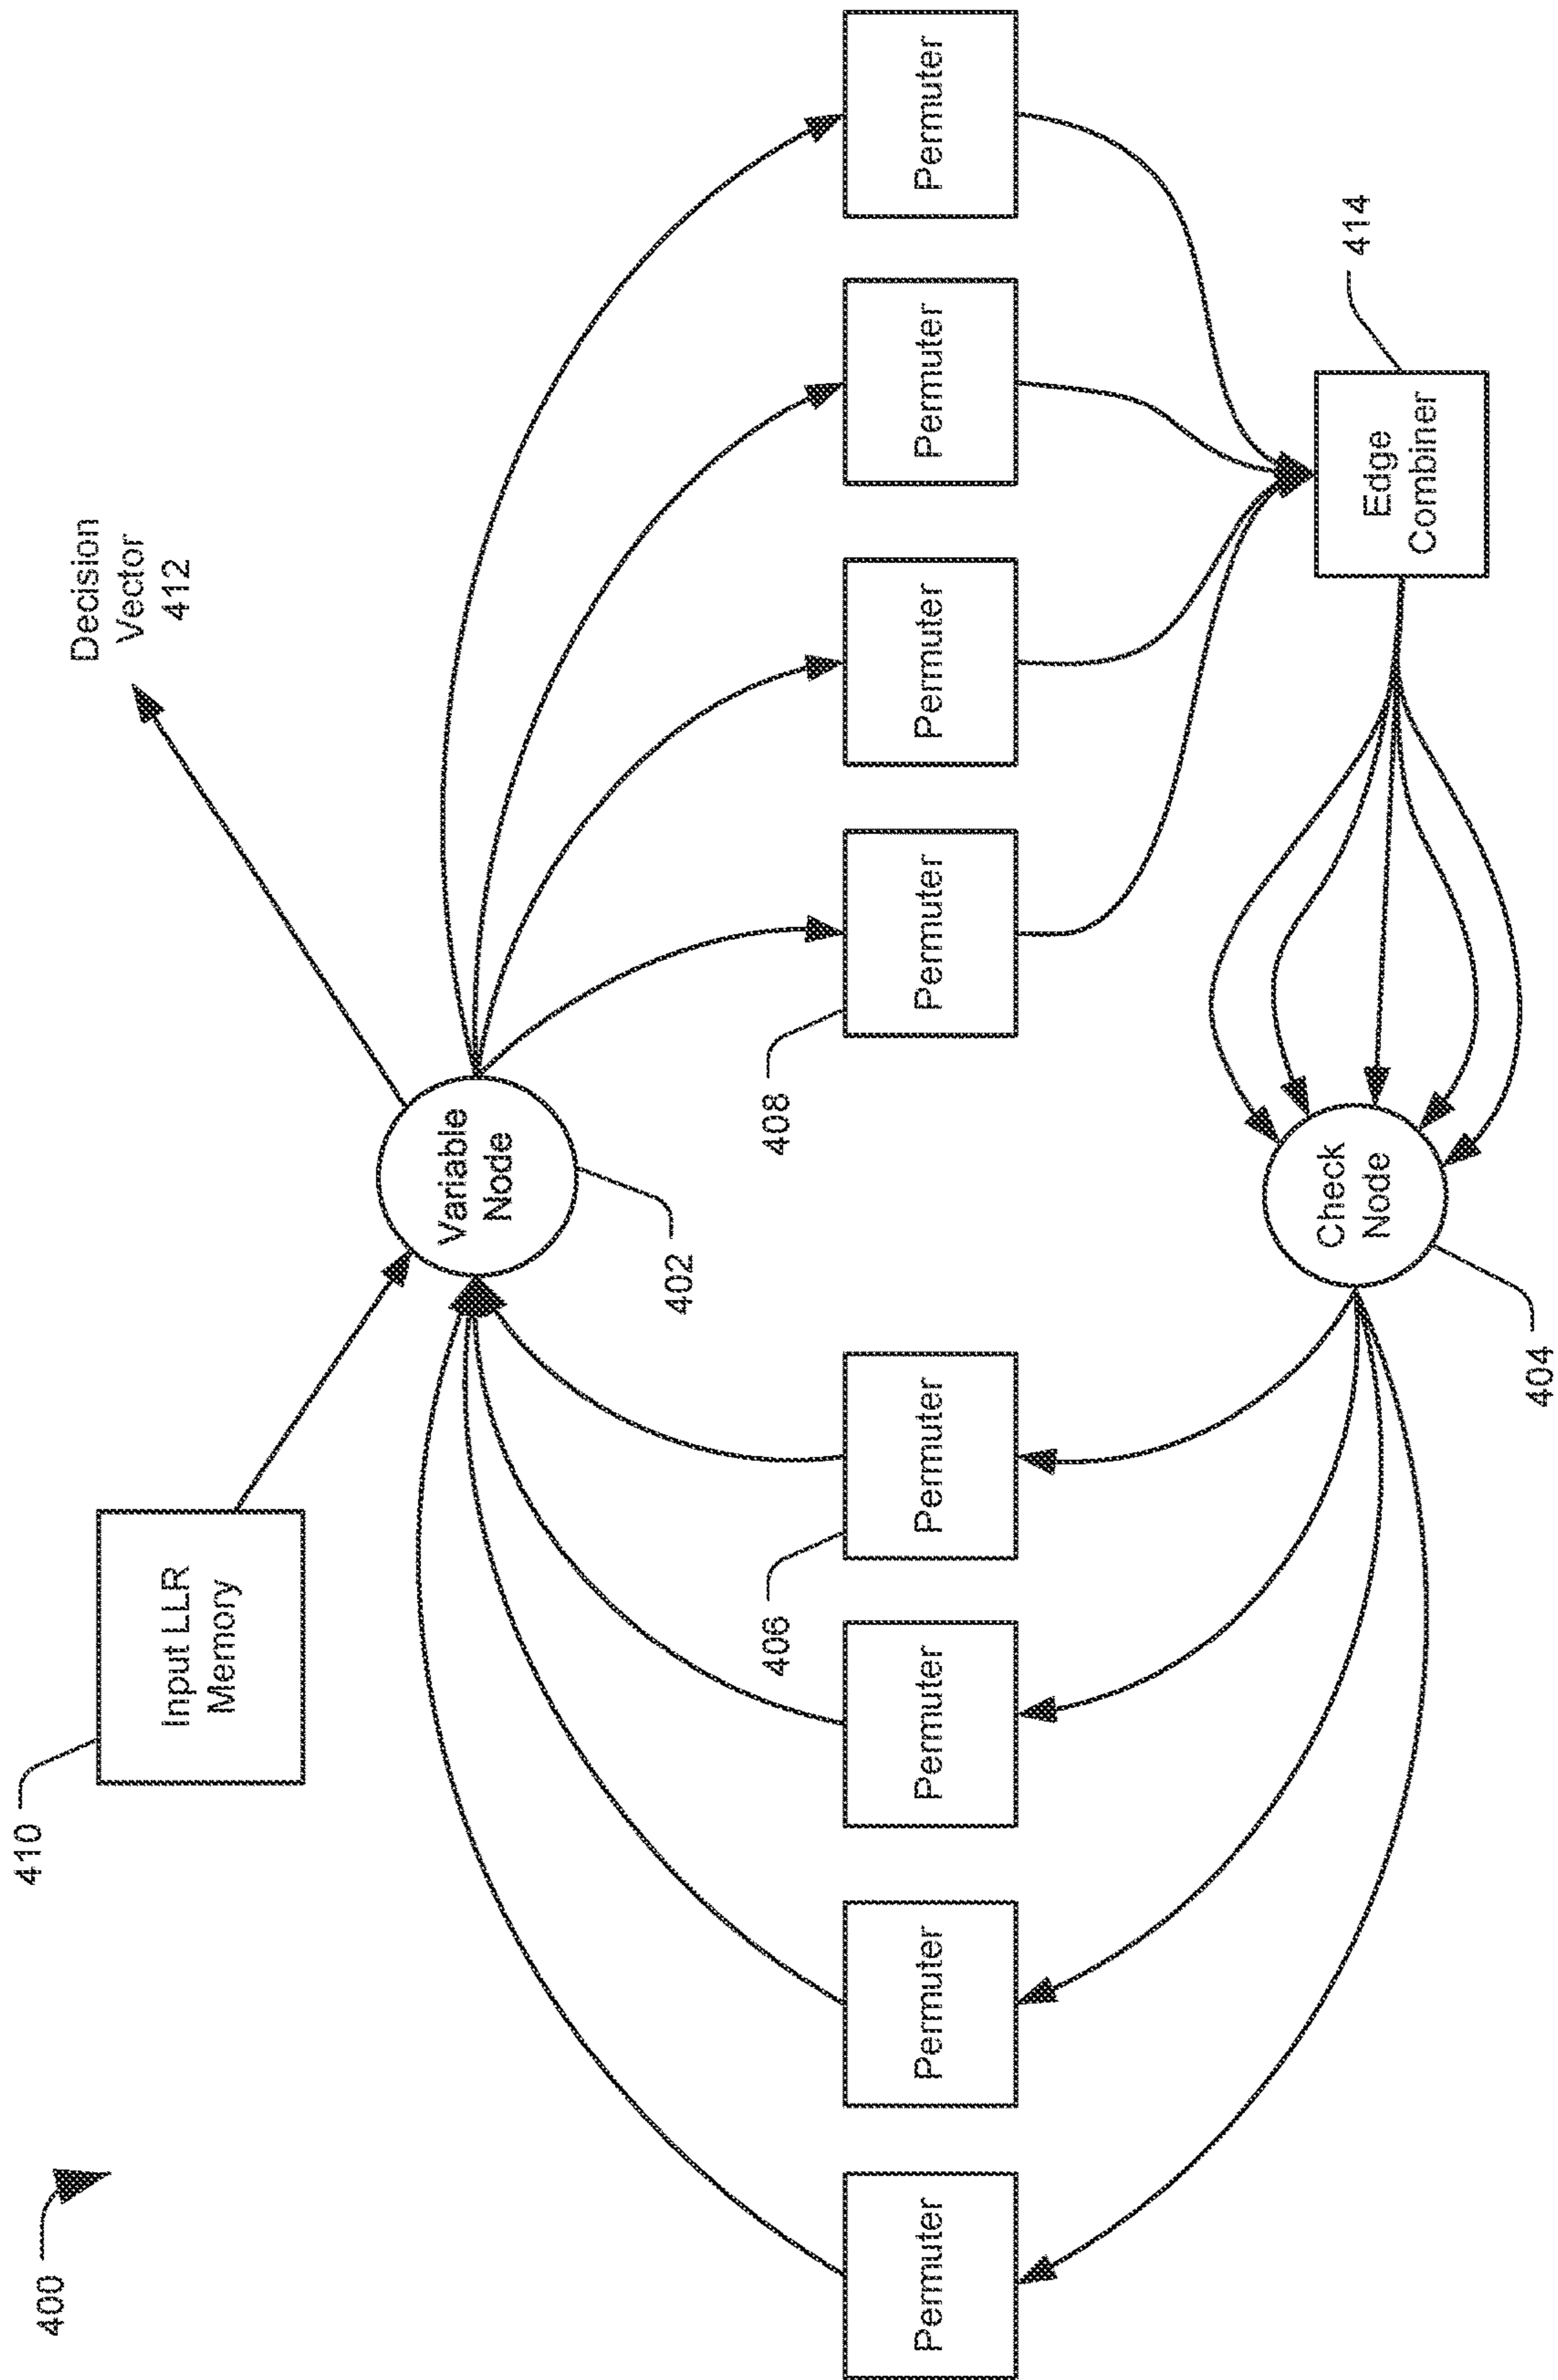 400
410
Input LLR
Memory
Decision
Vector
412
Variable
Node
402
Permuter
Permuter
Permuter
Permuter
406
408
Permuter
Permuter
Permuter
Permuter
Check
Node
404
Edge
Combiner
414